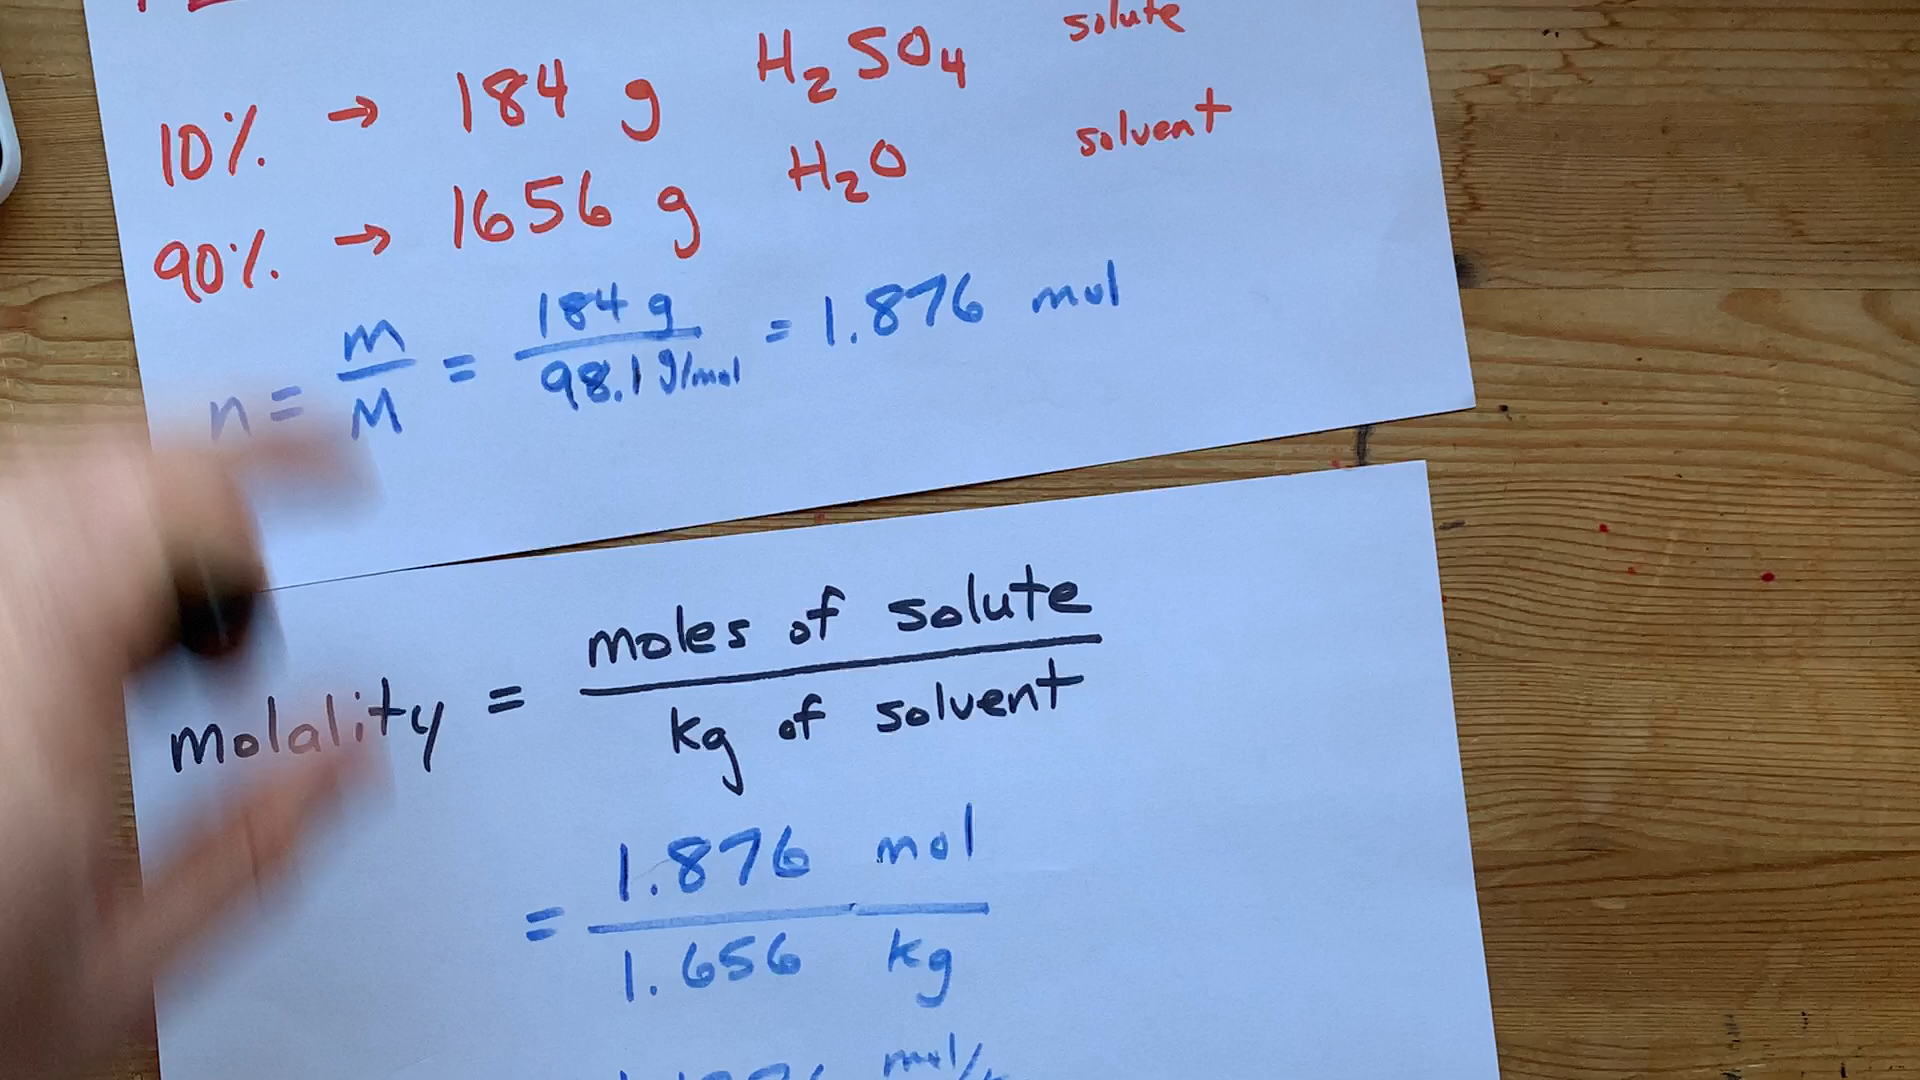 10% → 184 g H₂SO₄ solute
90% → 1656 g H₂O solvent
n = m/M = 184 g/98.1 g/mol = 1.876 mol
molality = moles of solute/kg of solvent
= 1.876 mol/1.656 kg
mol/